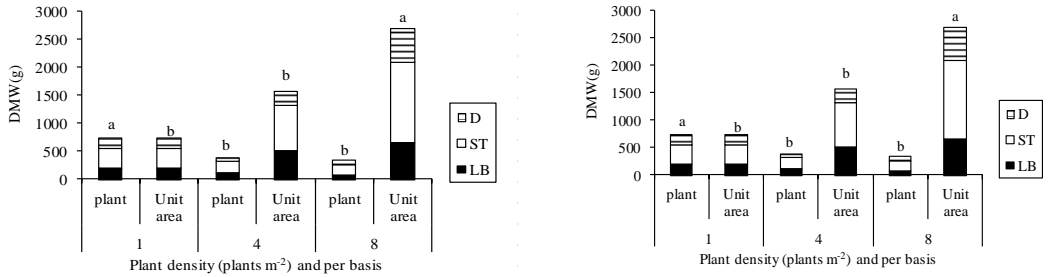 3000
2500
2000
1500
1000
500
0
DMW(g)
a
b
b
b
b
a
plant
Unit area
plant
Unit area
plant
Unit area
1
4
8
Plant density (plants m⁻²) and per basis
D
ST
LB
3000
2500
2000
1500
1000
500
0
DMW(g)
a
b
b
b
b
a
plant
Unit area
plant
Unit area
plant
Unit area
1
4
8
Plant density (plants m⁻²) and per basis
D
ST
LB